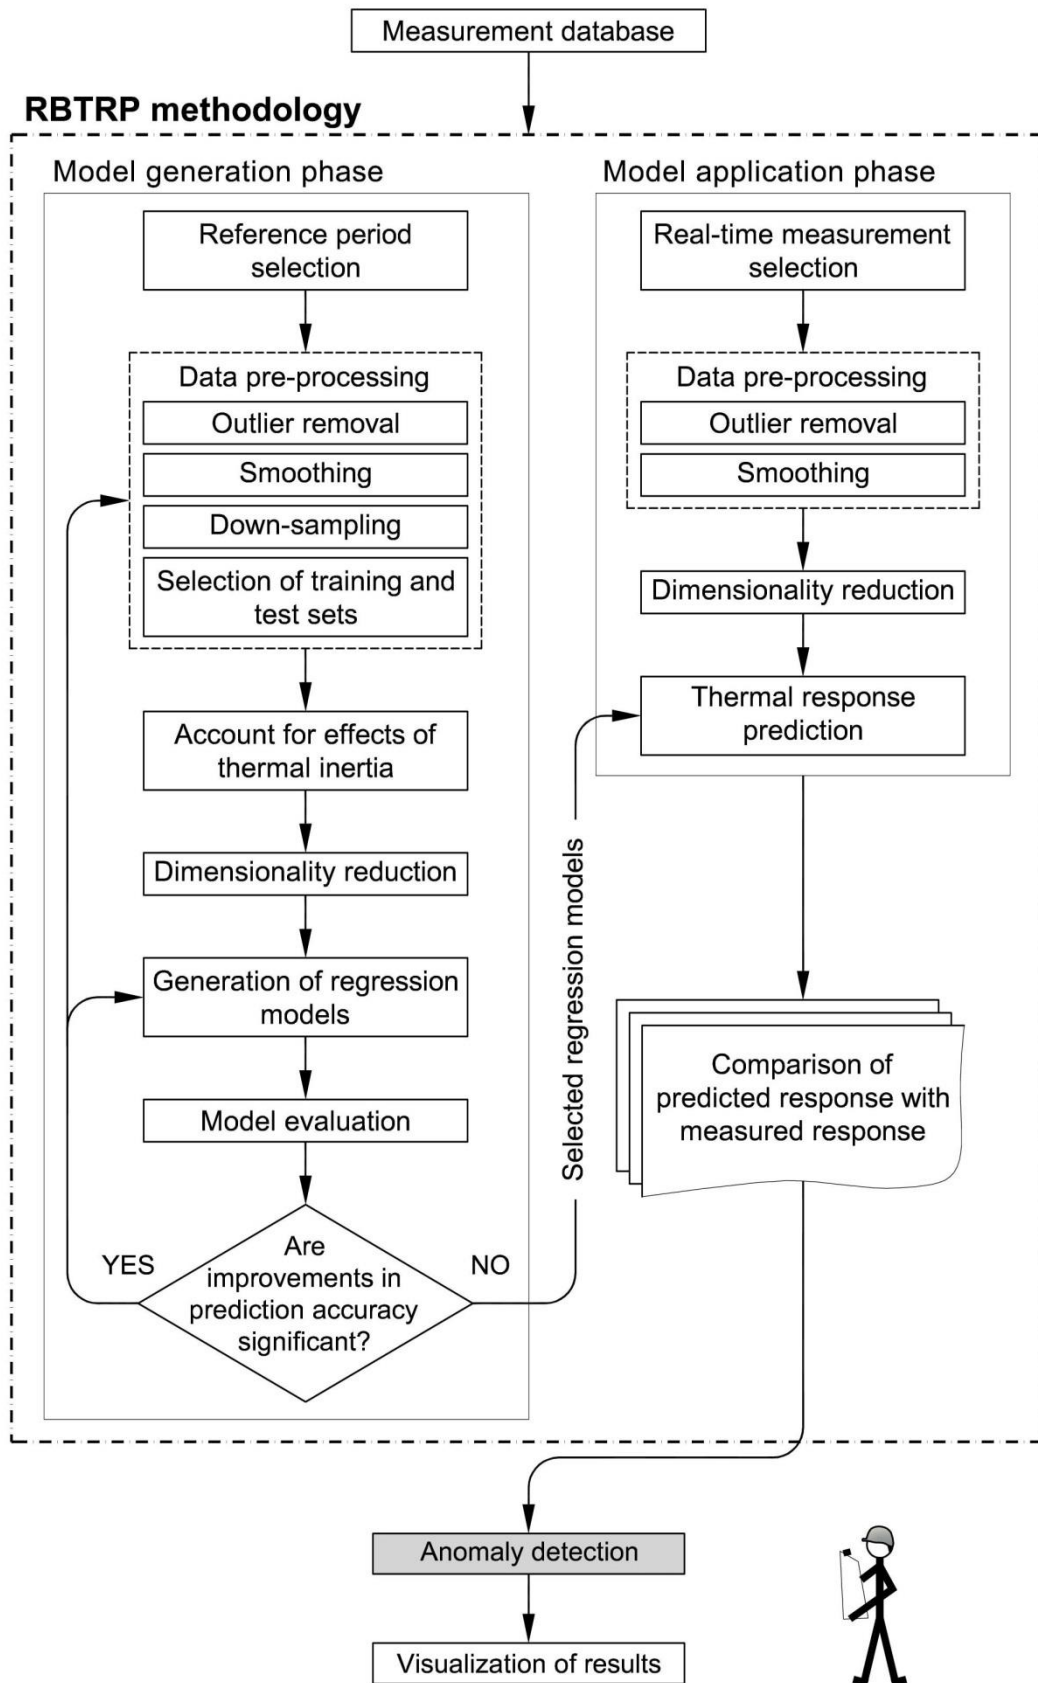 Measurement database
RBTRP methodology
Model generation phase
Reference period
selection
Data pre-processing
Outlier removal
Smoothing
Down-sampling
Selection of training and
test sets
Account for effects of
thermal inertia
Dimensionality reduction
Generation of regression
models
Model evaluation
Are
improvements in
prediction accuracy
significant?
YES
NO
Selected regression models
Model application phase
Real-time measurement
selection
Data pre-processing
Outlier removal
Smoothing
Dimensionality reduction
Thermal response
prediction
Comparison of
predicted response with
measured response
Anomaly detection
Visualization of results